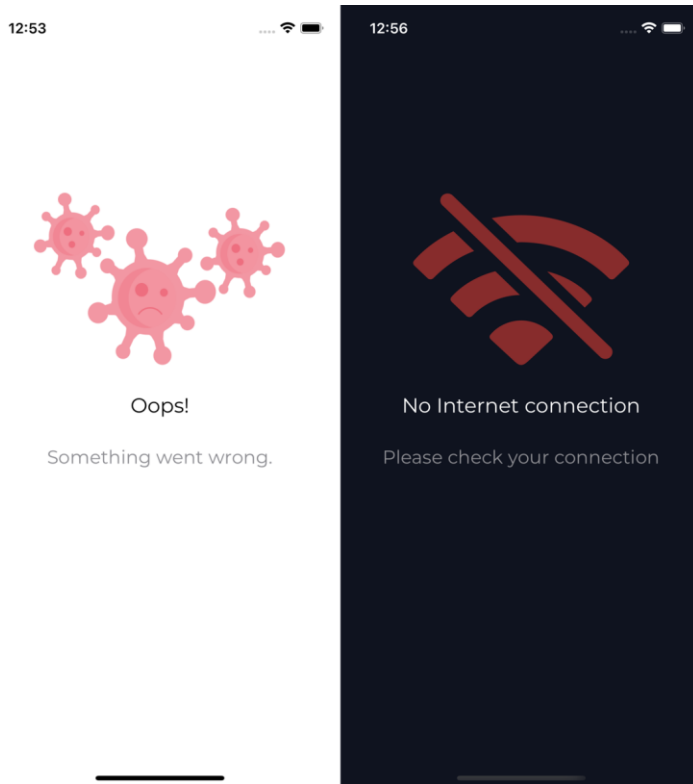 12:53
Oops!
Something went wrong.
12:56
No Internet connection
Please check your connection